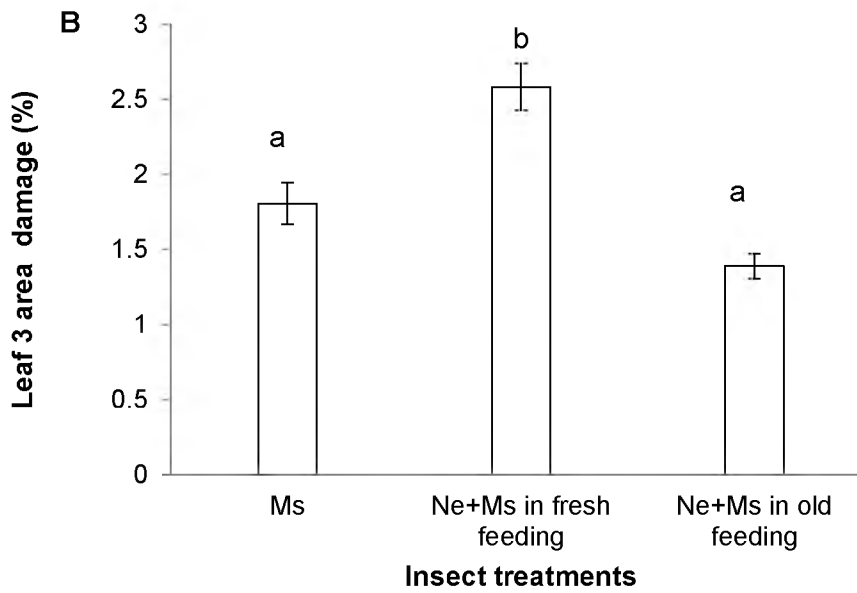 B
Leaf 3 area damage (%)
3
2.5
2
1.5
1
0.5
0
a
b
a
Ms
Ne+Ms in fresh
feeding
Ne+Ms in old
feeding
Insect treatments